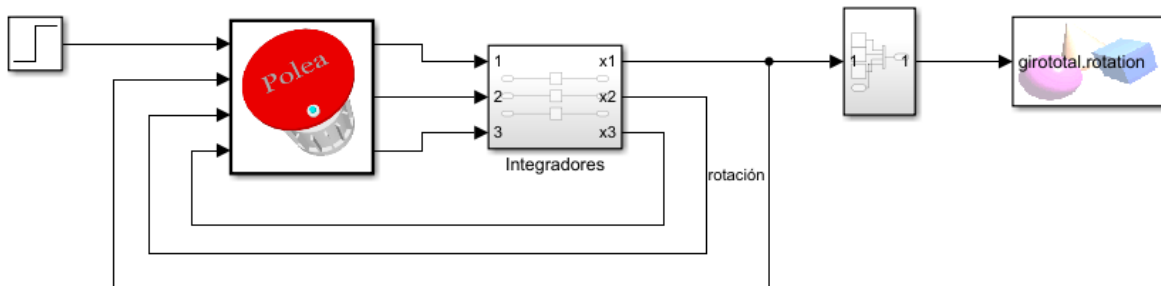 Polea
1 x1
2 x2
3 x3
Integradores
rotación
1 1
girototal.rotation